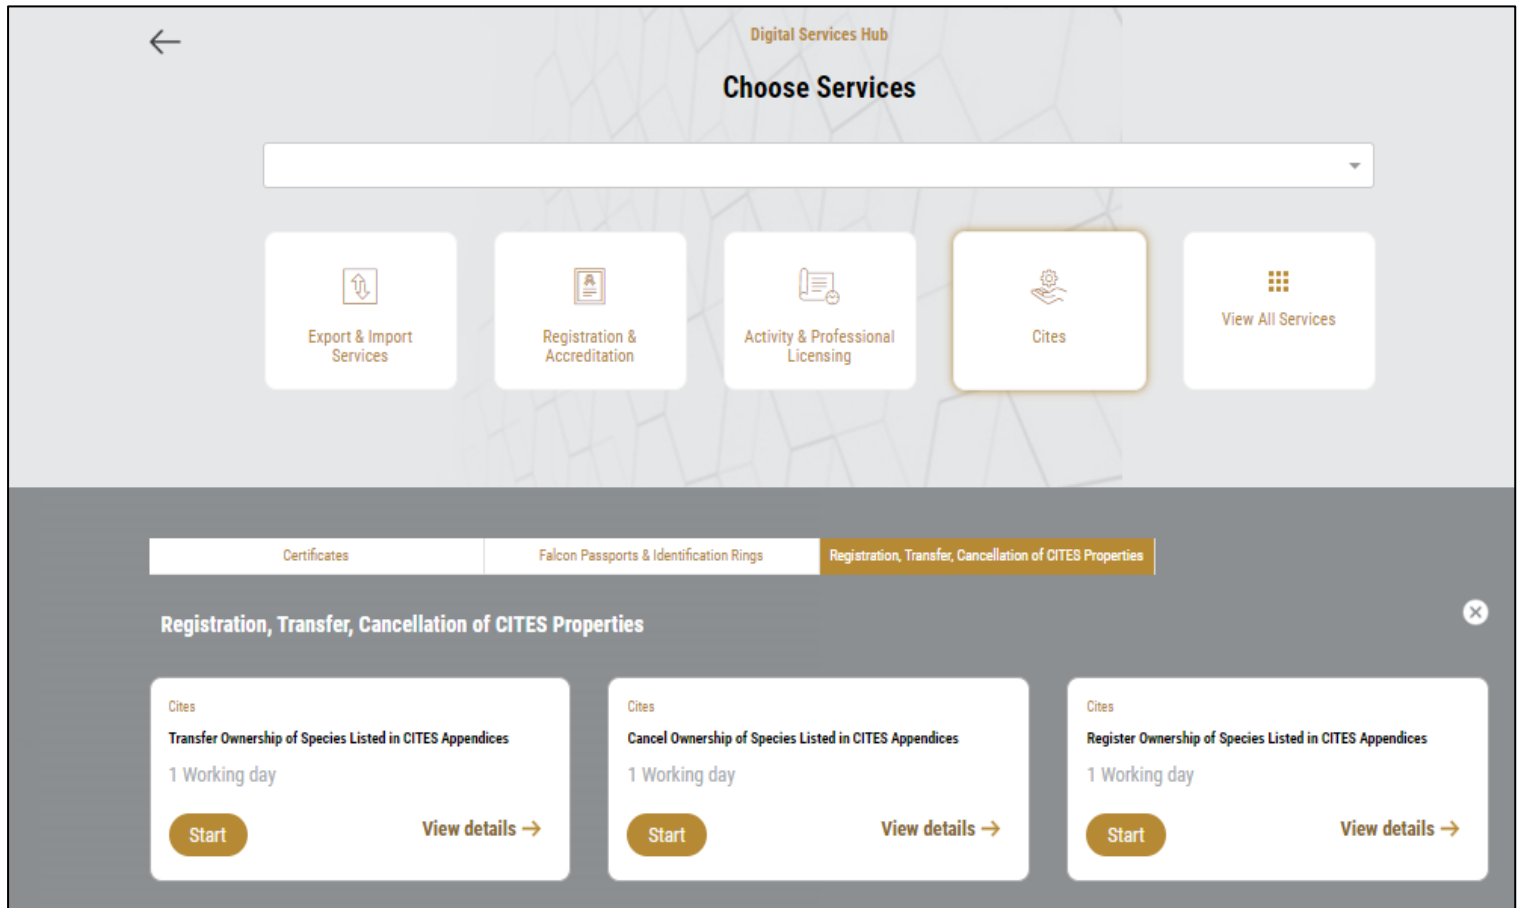 Digital Services Hub
Choose Services
Export & Import
Services
Registration &
Accreditation
Activity & Professional
Licensing
Cites
View All Services
Certificates
Falcon Passports & Identification Rings
Registration, Transfer, Cancellation of CITES Properties
Registration, Transfer, Cancellation of CITES Properties
Cites
Transfer Ownership of Species Listed in CITES Appendices
1 Working day
Start
View details
Cites
Cancel Ownership of Species Listed in CITES Appendices
1 Working day
Start
View details
Cites
Register Ownership of Species Listed in CITES Appendices
1 Working day
Start
View details